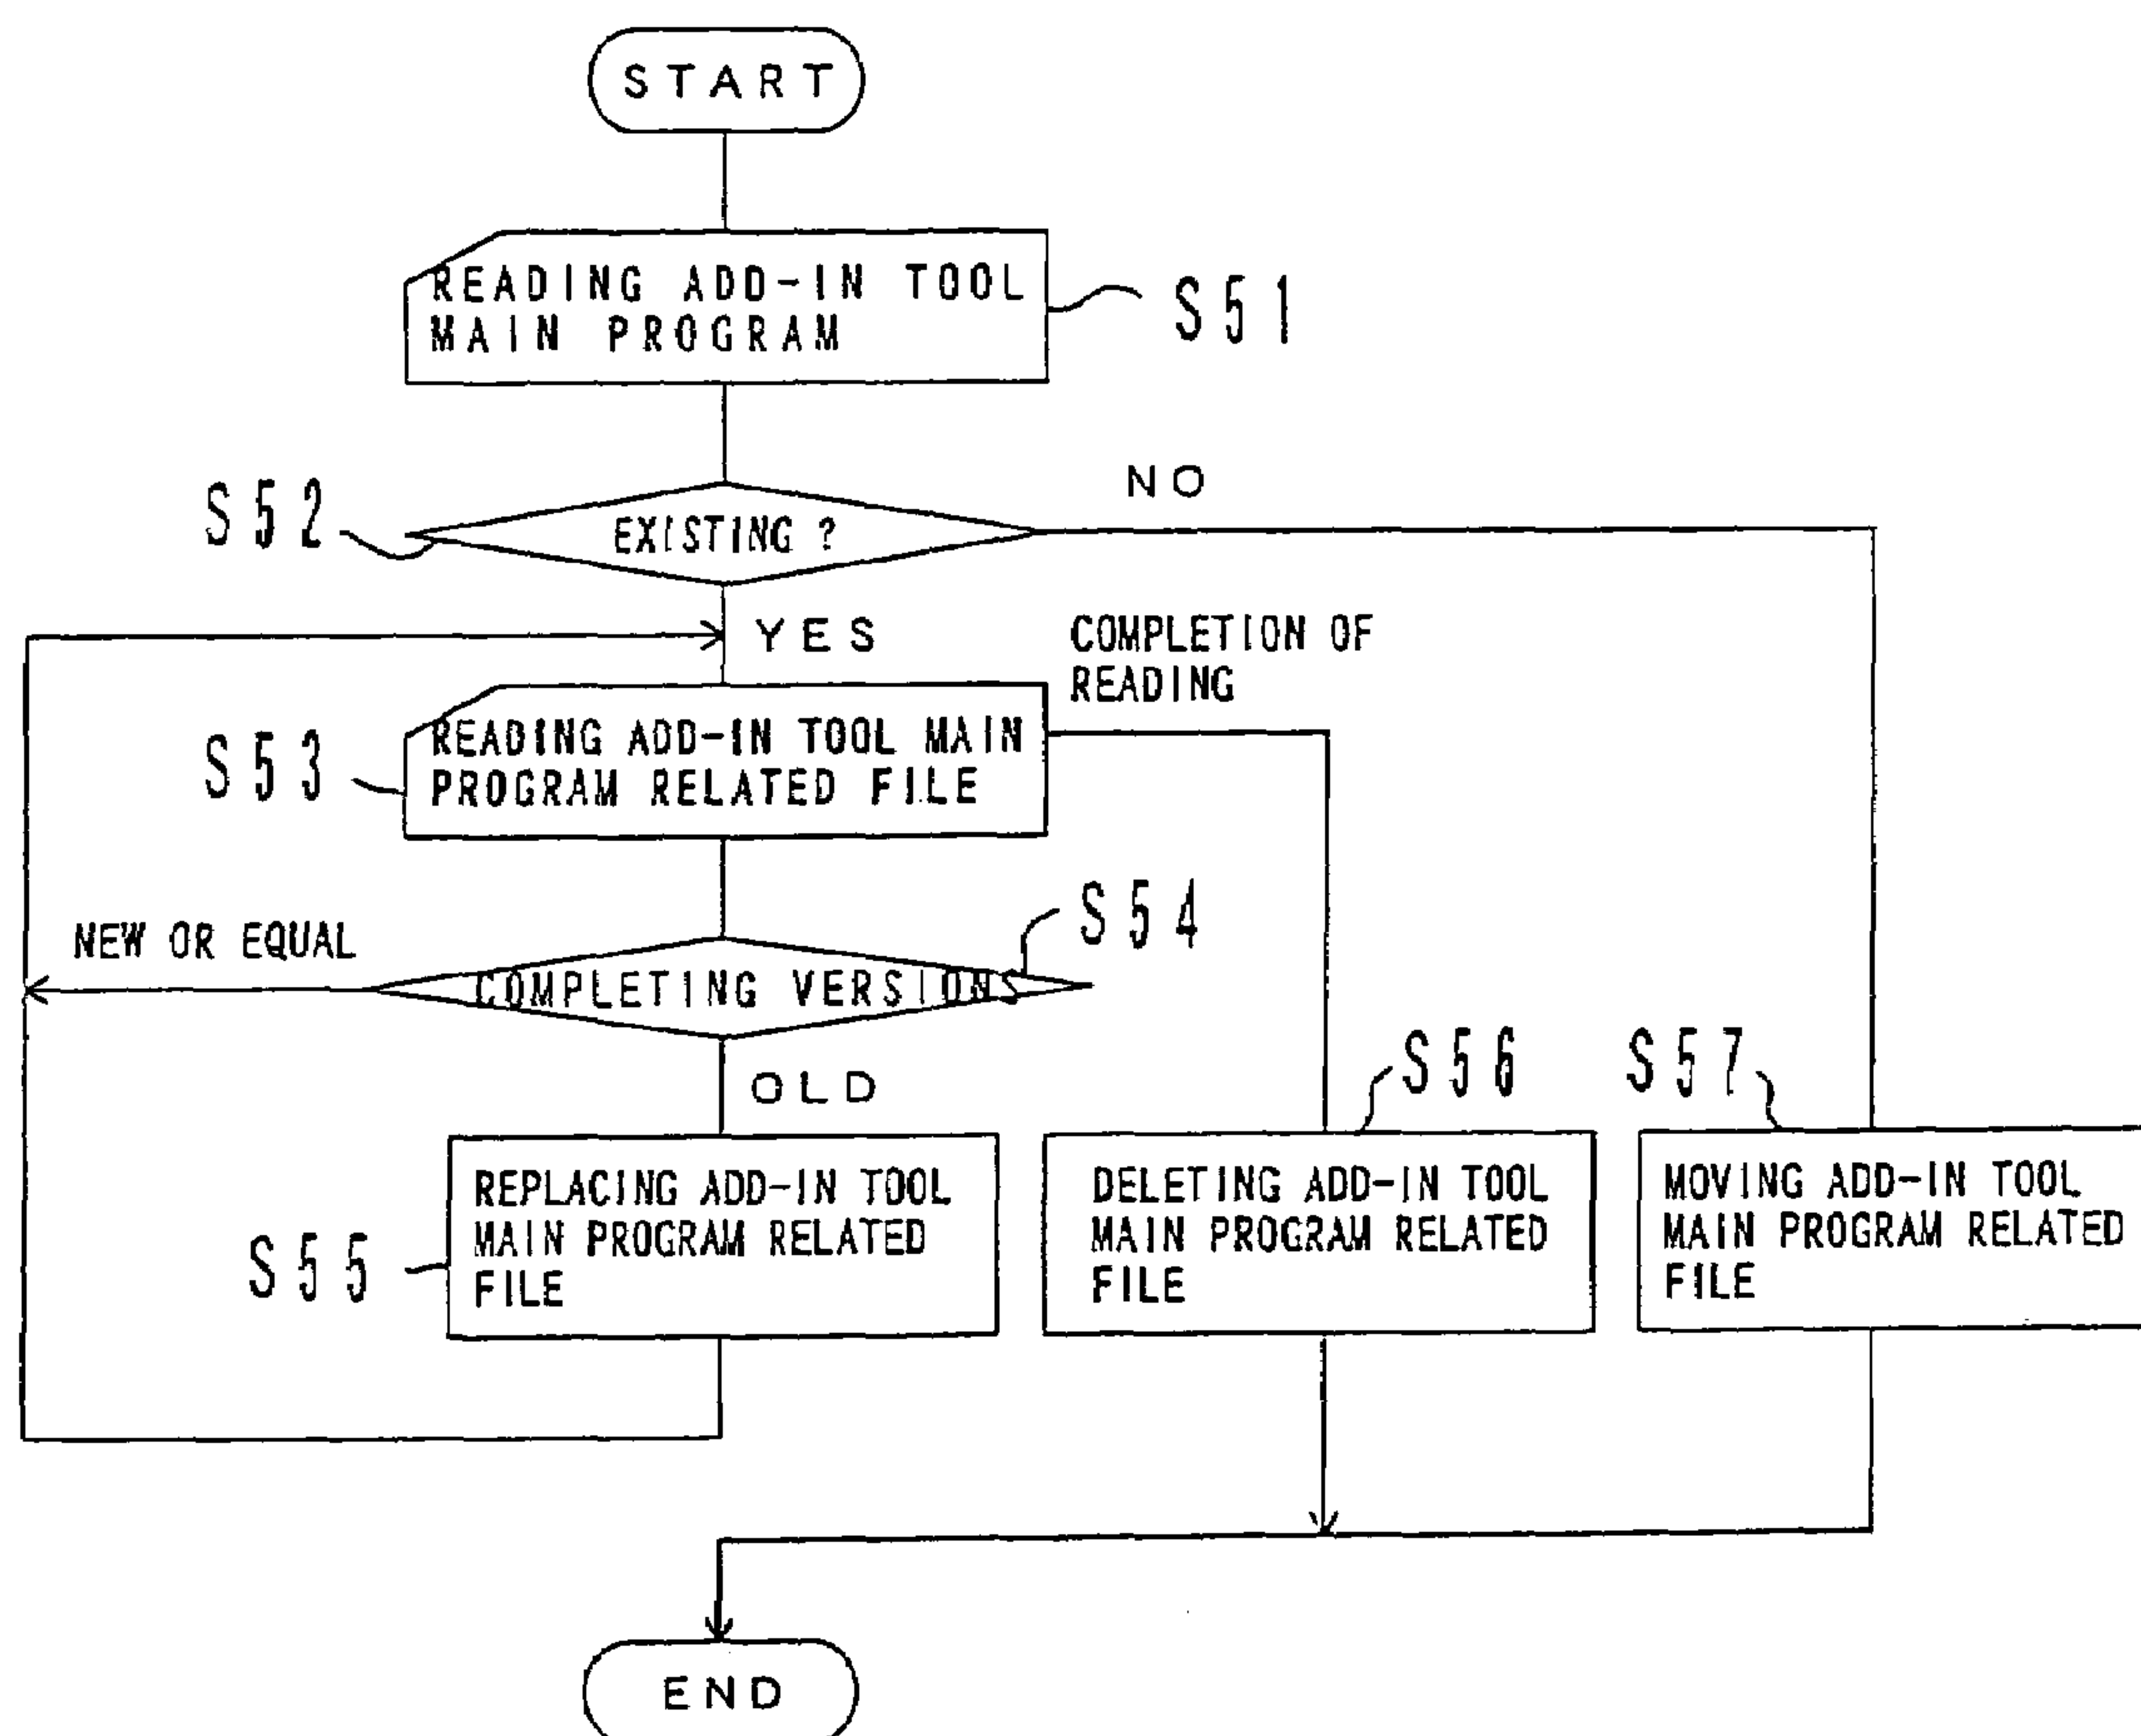 START
READING ADD-IN TOOL
MAIN PROGRAM
S51
NO
S52
EXISTING ?
YES
COMPLETION OF
READING
S53
READING ADD-IN TOOL MAIN
PROGRAM RELATED FILE
S54
NEW OR EQUAL
COMPLETING VERSIONS
OLD
S56
S57
S55
REPLACING ADD-IN TOOL
MAIN PROGRAM RELATED
FILE
DELETING ADD-IN TOOL
MAIN PROGRAM RELATED
FILE
MOVING ADD-IN TOOL
MAIN PROGRAM RELATED
FILE
END